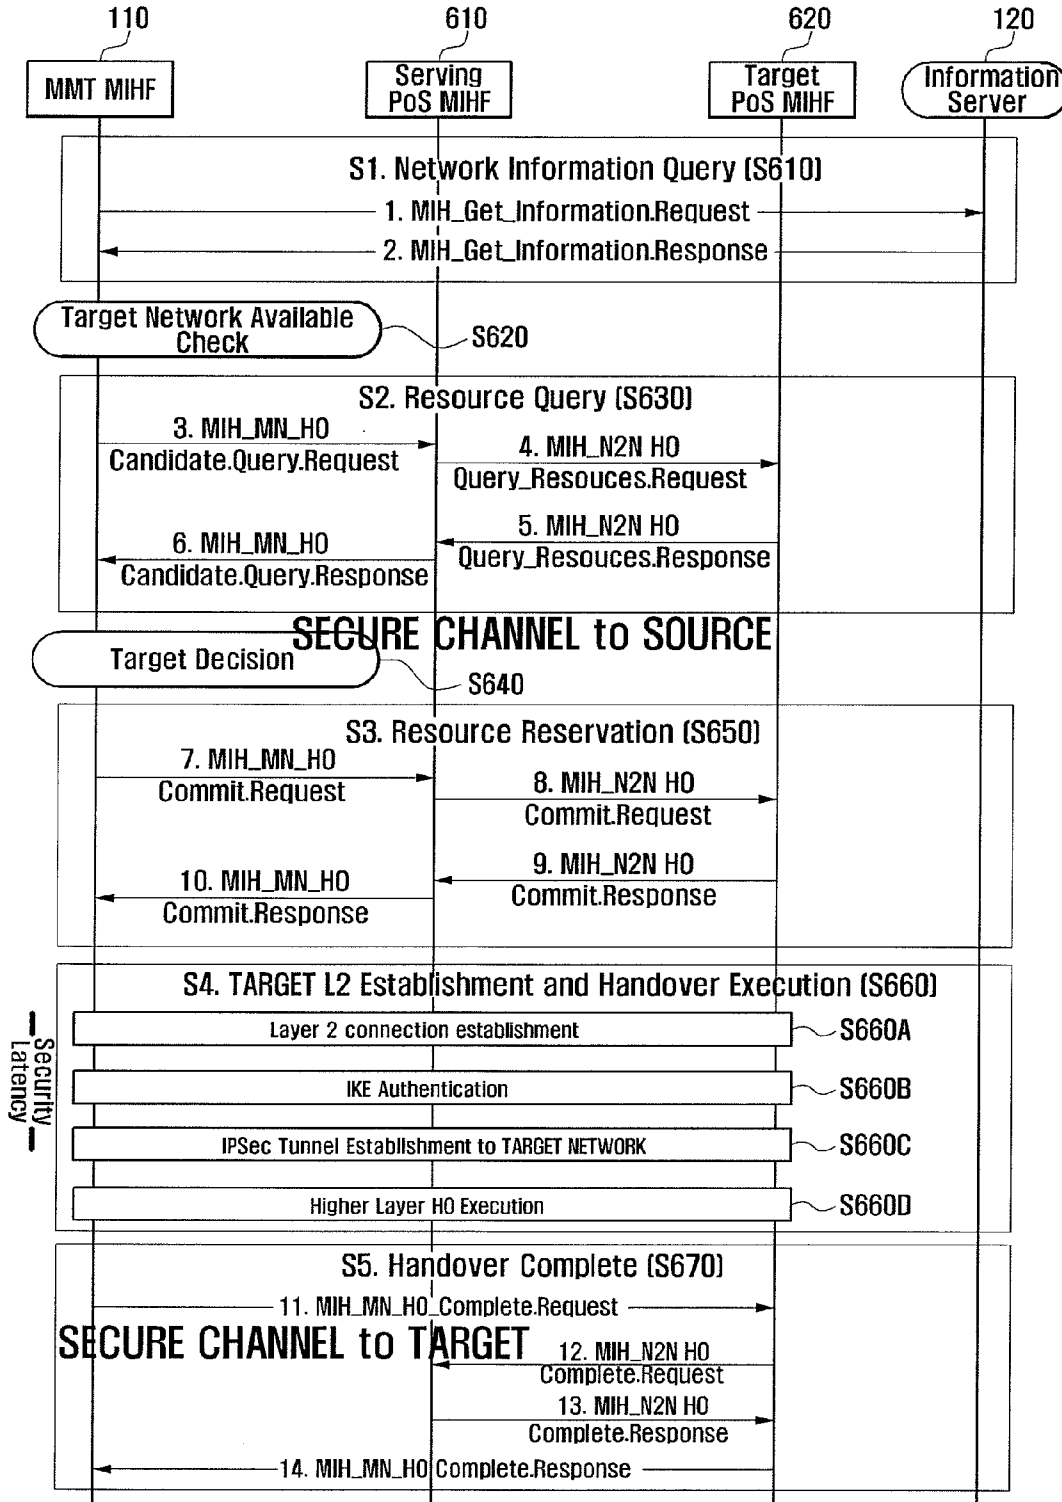 110
610
620
120
MMT MIHF
Serving
PoS MIHF
Target
PoS MIHF
Information
Server
S1. Network Information Query (S610)
1. MIH_Get_Information.Request
2. MIH_Get_Information.Response
Target Network Available
Check
S620
S2. Resource Query (S630)
3. MIH_MN_HO
Candidate.Query.Request
4. MIH_N2N HO
Query_Resouces.Request
5. MIH_N2N HO
Query_Resouces.Response
6. MIH_MN_HO
Candidate.Query.Response
SECURE CHANNEL to SOURCE
Target Decision
S640
S3. Resource Reservation (S650)
7. MIH_MN_HO
Commit.Request
8. MIH_N2N HO
Commit.Request
9. MIH_N2N HO
Commit.Response
10. MIH_MN_HO
Commit.Response
S4. TARGET L2 Establishment and Handover Execution (S660)
Security
Latency
Layer 2 connection establishment
S660A
IKE Authentication
S660B
IPSec Tunnel Establishment to TARGET NETWORK
S660C
Higher Layer HO Execution
S660D
S5. Handover Complete (S670)
11. MIH_MN_HO_Complete.Request
SECURE CHANNEL to TARGET
12. MIH_N2N HO
Complete.Request
13. MIH_N2N HO
Complete.Response
14. MIH_MN_HO Complete.Response